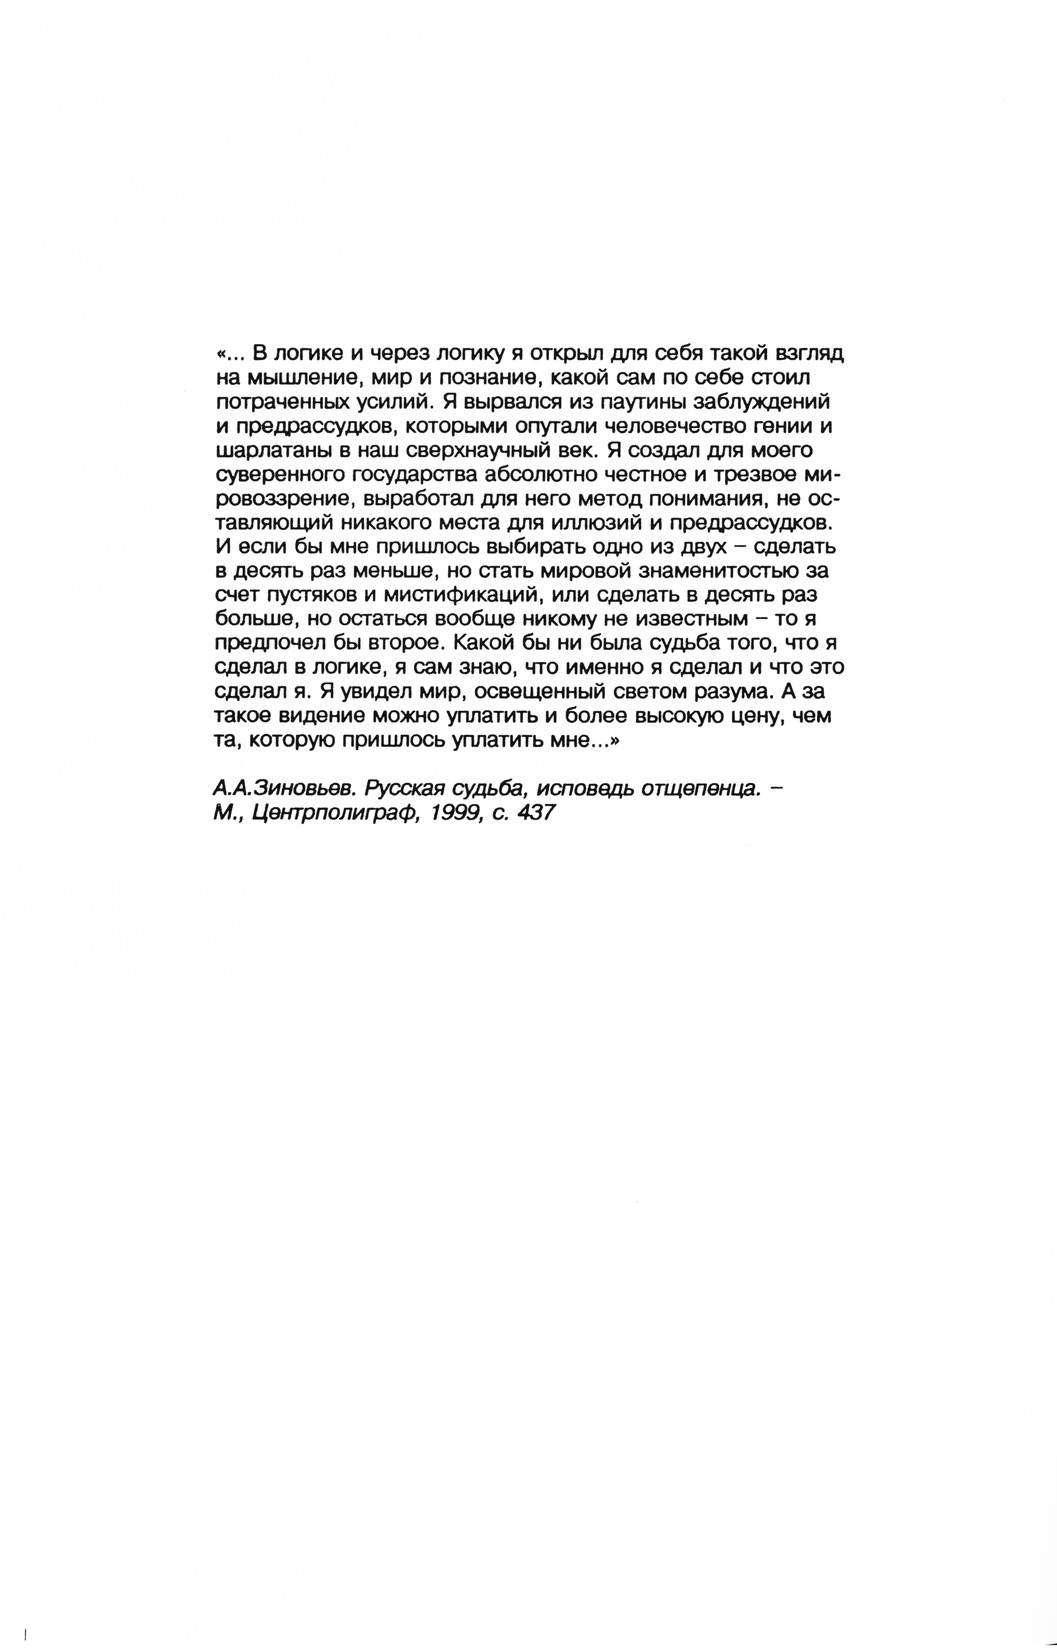 «... В логике и через логику я открыл для себя такой взгляд
на мышление, мир и познание, какой сам по себе стоил
потраченных усилий. Я вырвался из паутины заблуждений
и предрассудков, которыми опутали человечество гении и
шарлатаны в наш сверхнаучный век. Я создал для моего
суверенного государства абсолютно честное и трезвое ми-
ровоззрение, выработал для него метод понимания, не ос-
тавляющий никакого места для иллюзий и предрассудков.
И если бы мне пришлось выбирать одно из двух – сделать
в десять раз меньше, но стать мировой знаменитостью за
счет пустяков и мистификаций, или сделать в десять раз
больше, но остаться вообще никому не известным – то я
предпочел бы второе. Какой бы ни была судьба того, что я
сделал в логике, я сам знаю, что именно я сделал и что это
сделал я. Я увидел мир, освещенный светом разума. А за
такое видение можно уплатить и более высокую цену, чем
та, которую пришлось уплатить мне...»
А.А.Зиновьев. Русская судьба, исповедь отщепенца. –
М., Центрполиграф, 1999, с. 437